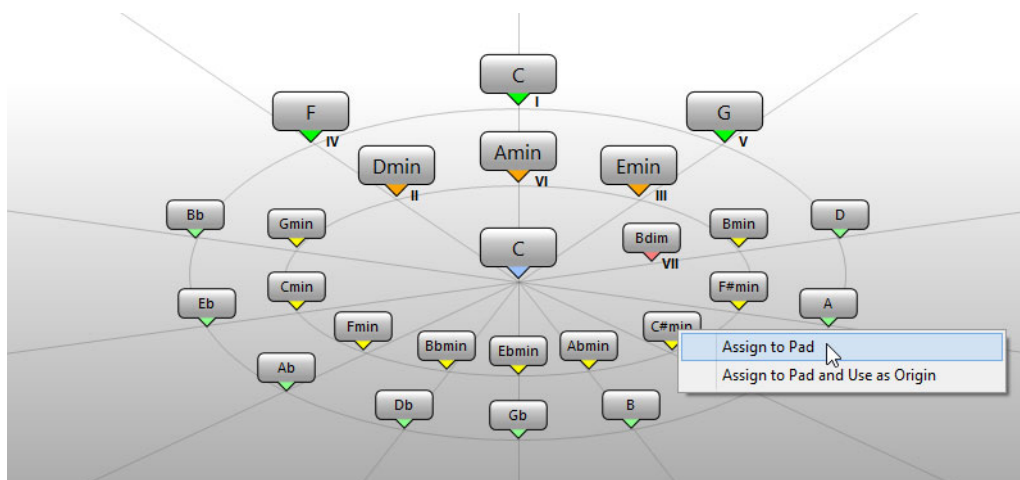 C
I
F
IV
G
V
Dmin
II
Amin
VI
Emin
III
Bb
Gmin
C
Bdim
VII
Bmin
D
Eb
Cmin
F#min
A
Fmin
Bbmin
Ebmin
Abmin
C#min
Assign to Pad
Assign to Pad and Use as Origin
Ab
Db
Gb
B